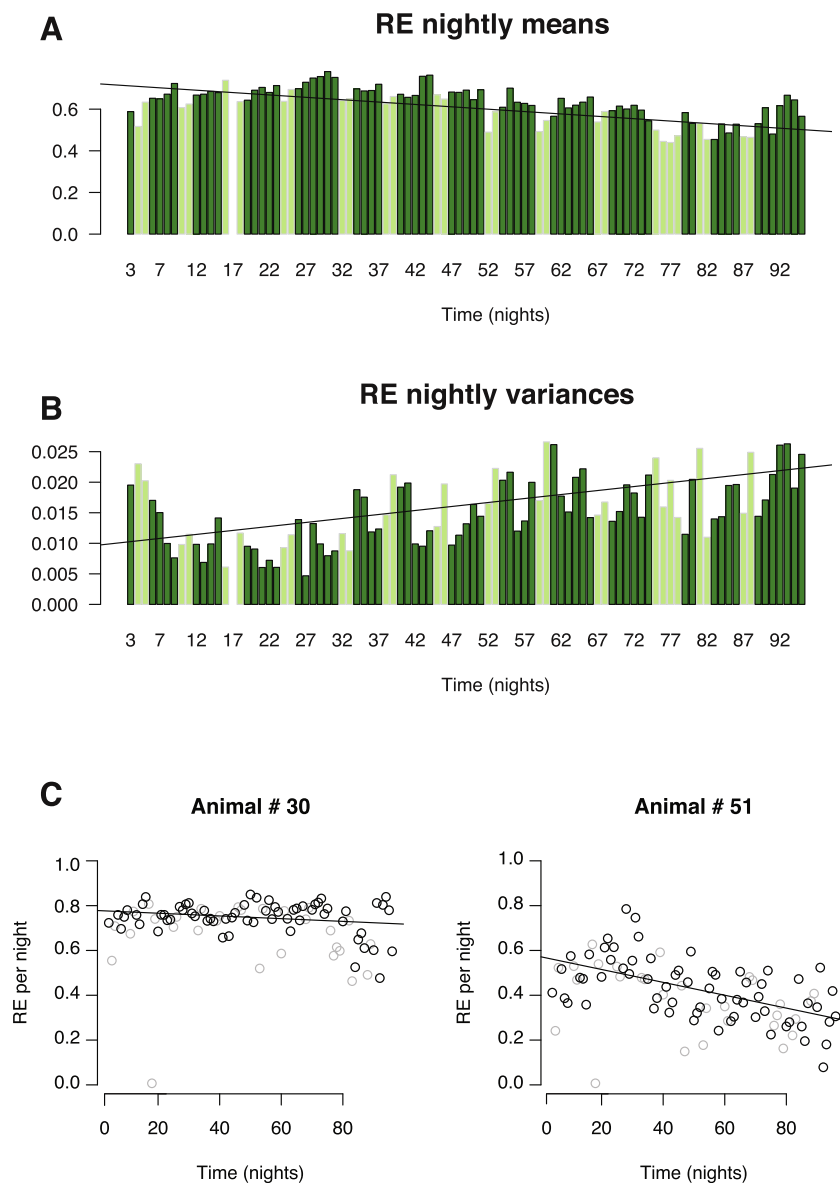 A
RE nightly means
0.6
0.4
0.2
0.0
3 7 12 17 22 27 32 37 42 47 52 57 62 67 72 77 82 87 92
Time (nights)
B
RE nightly variances
0.025
0.020
0.015
0.010
0.005
0.000
3 7 12 17 22 27 32 37 42 47 52 57 62 67 72 77 82 87 92
Time (nights)
C
Animal # 30
RE per night
1.0
0.8
0.6
0.4
0.2
0.0
0 20 40 60 80
Time (nights)
Animal # 51
RE per night
1.0
0.8
0.6
0.4
0.2
0.0
0 20 40 60 80
Time (nights)